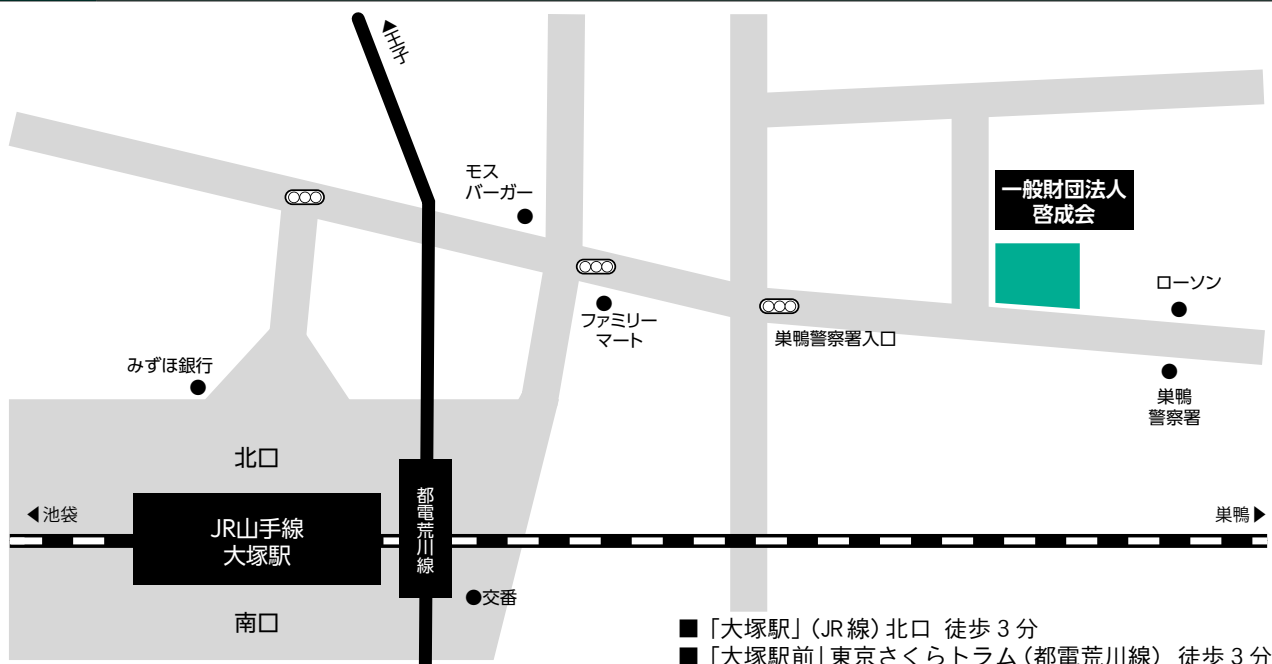 ▲王子
モス
バーガー
一般財団法人
啓成会
ローソン
ファミリー
マート
巣鴨警察署入口
みずほ銀行
巣鴨
警察署
北口
◀池袋
JR山手線
大塚駅
都電荒川線
巣鴨▶
交番
南口
■「大塚駅」(JR線)北口 徒歩3分
■「大塚駅前」東京さくらトラム(都電荒川線) 徒歩3分